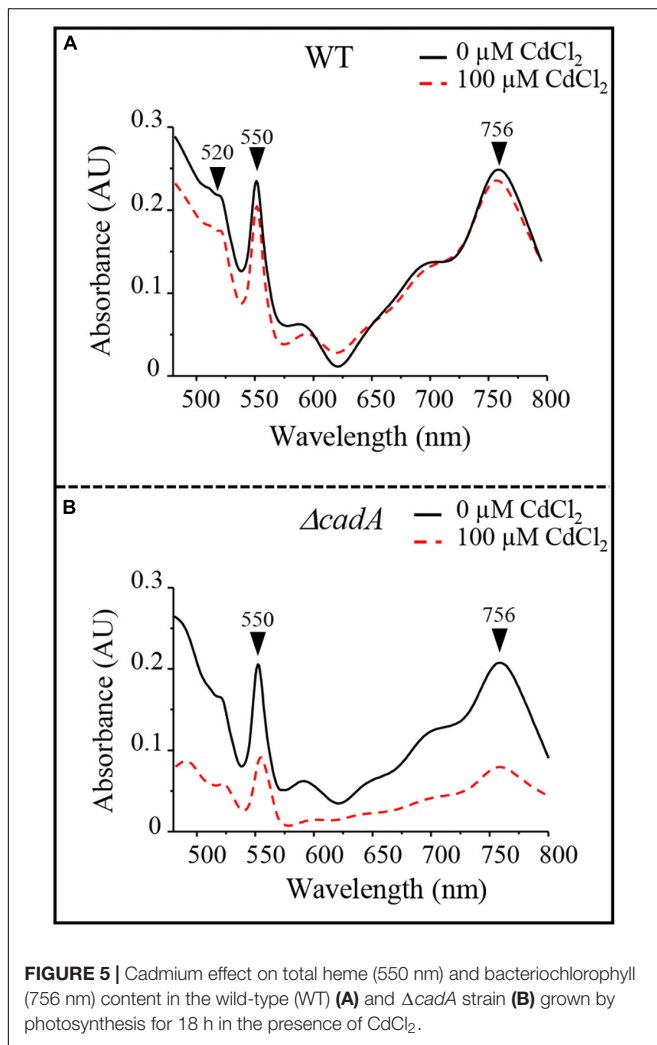 A
WT
0 µM CdCl2
100 µM CdCl2
0.3
0.2
0.1
0
Absorbance (AU)
520
550
756
500 550 600 650 700 750 800
Wavelength (nm)
B
ΔcadA
0 µM CdCl2
100 µM CdCl2
0.3
0.2
0.1
0
Absorbance (AU)
550
756
500 550 600 650 700 750 800
Wavelength (nm)
FIGURE 5 | Cadmium effect on total heme (550 nm) and bacteriochlorophyll
(756 nm) content in the wild-type (WT) (A) and ΔcadA strain (B) grown by
photosynthesis for 18 h in the presence of CdCl2.